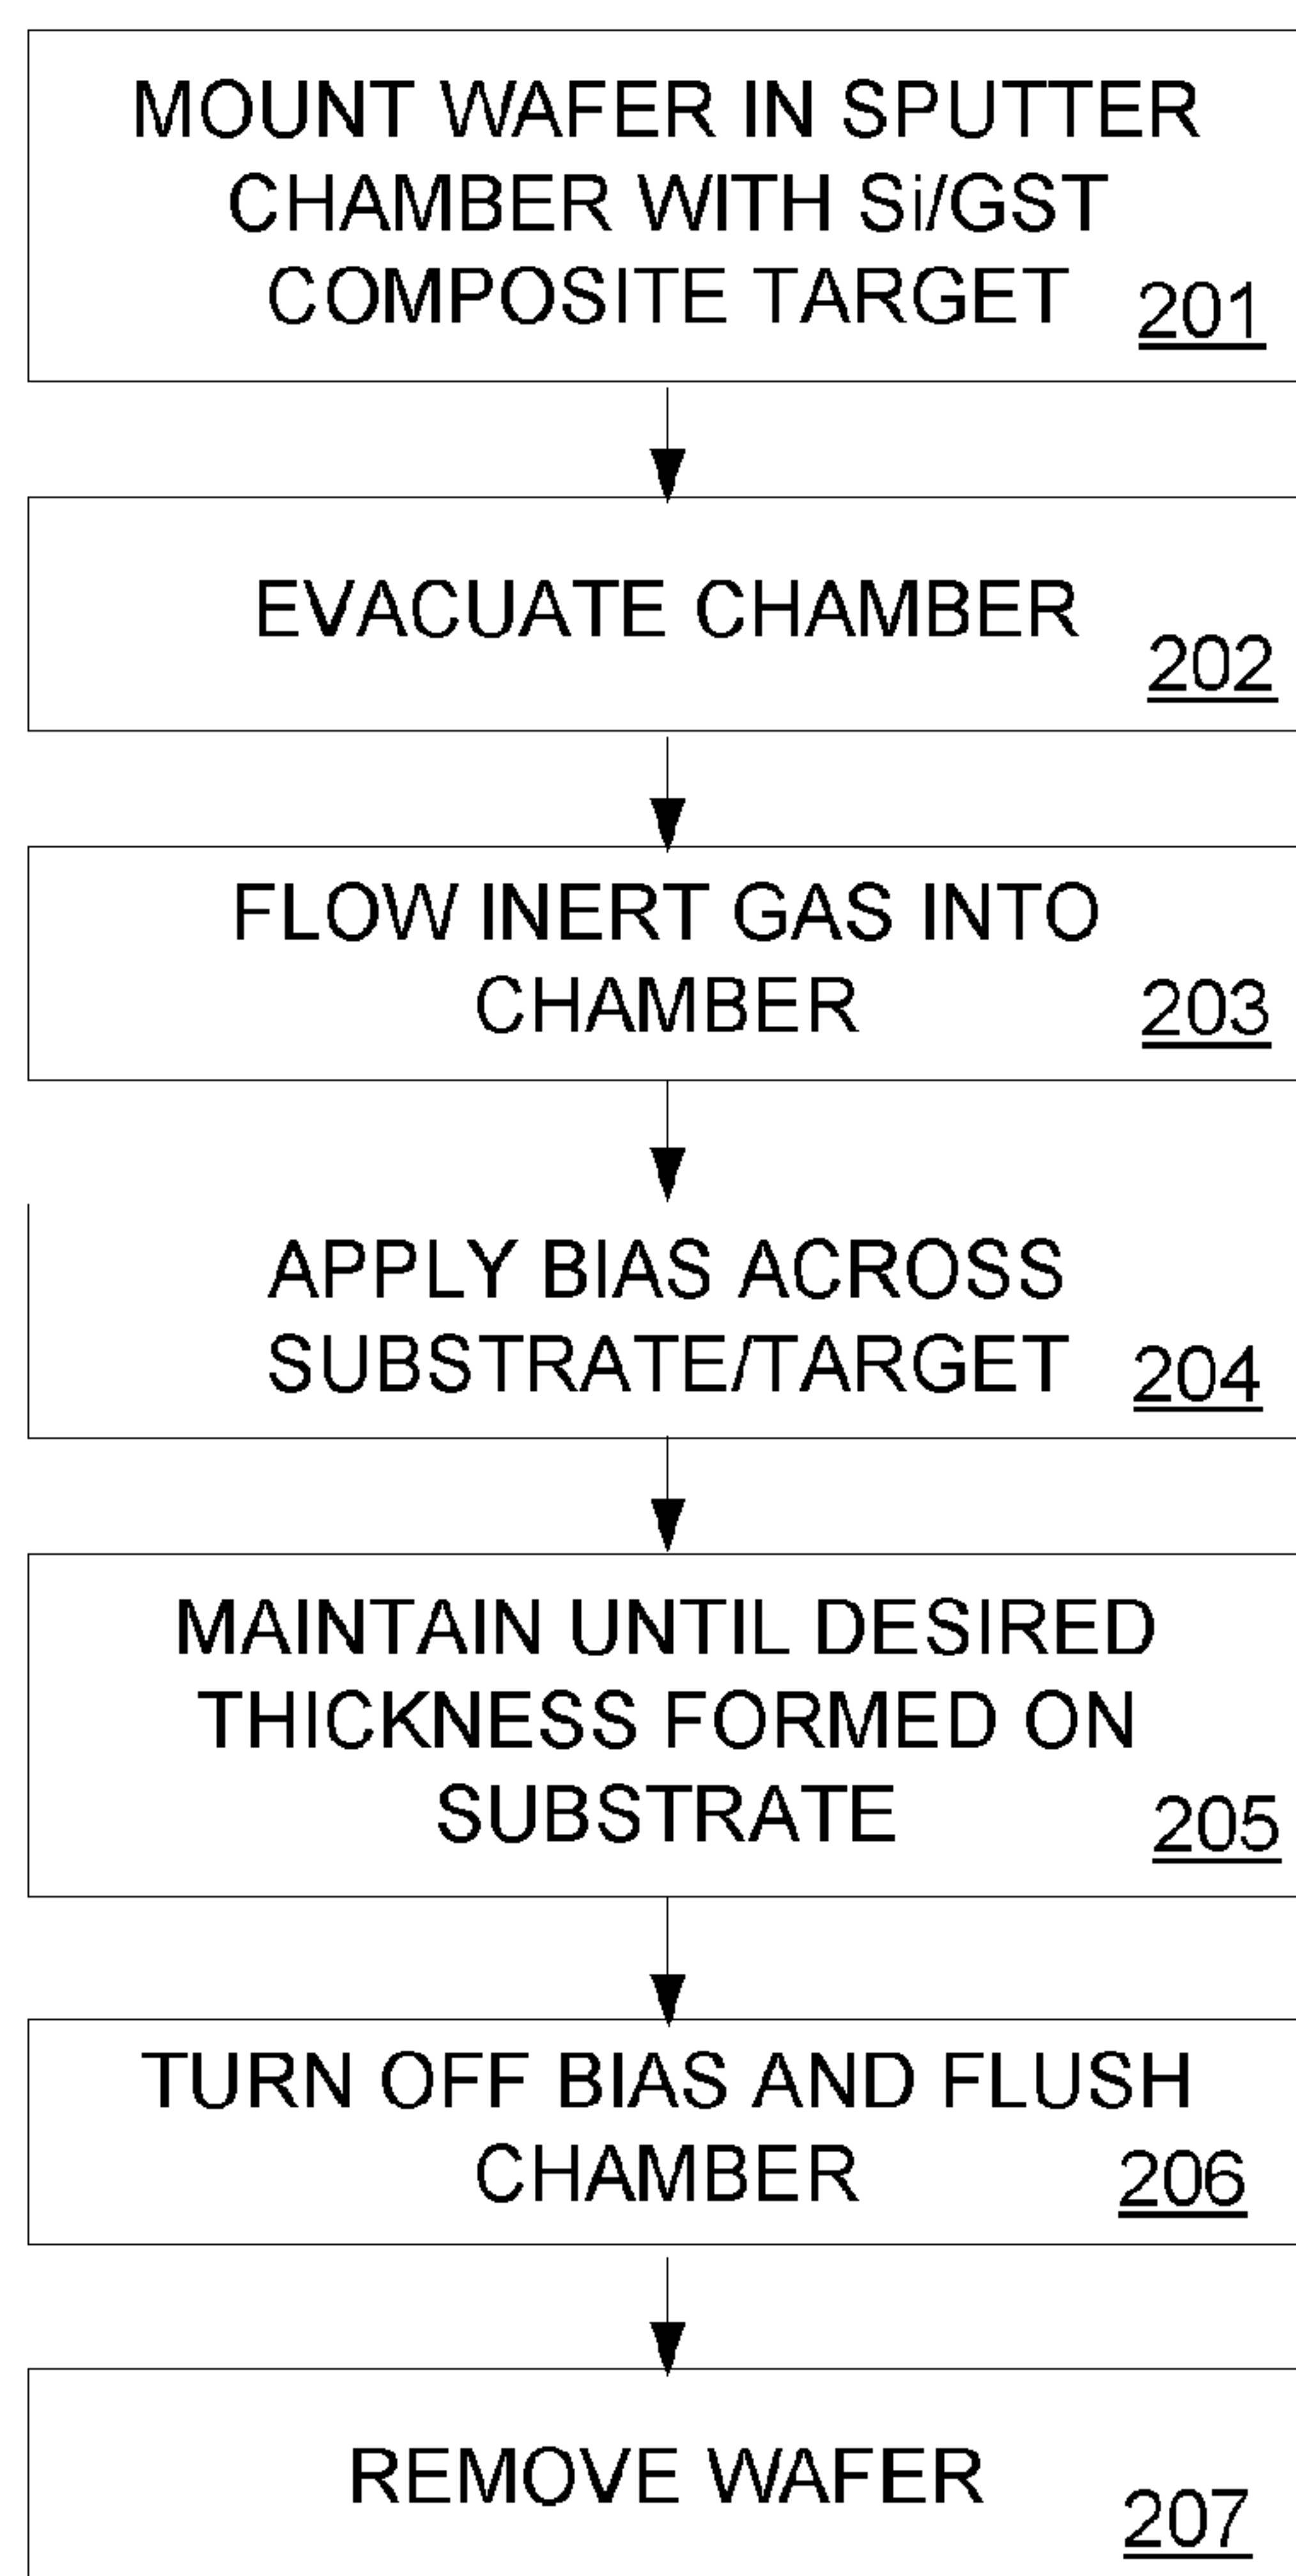 MOUNT WAFER IN SPUTTER
CHAMBER WITH Si/GST
COMPOSITE TARGET
201
EVACUATE CHAMBER
202
FLOW INERT GAS INTO
CHAMBER
203
APPLY BIAS ACROSS
SUBSTRATE/TARGET
204
MAINTAIN UNTIL DESIRED
THICKNESS FORMED ON
SUBSTRATE
205
TURN OFF BIAS AND FLUSH
CHAMBER
206
REMOVE WAFER
207